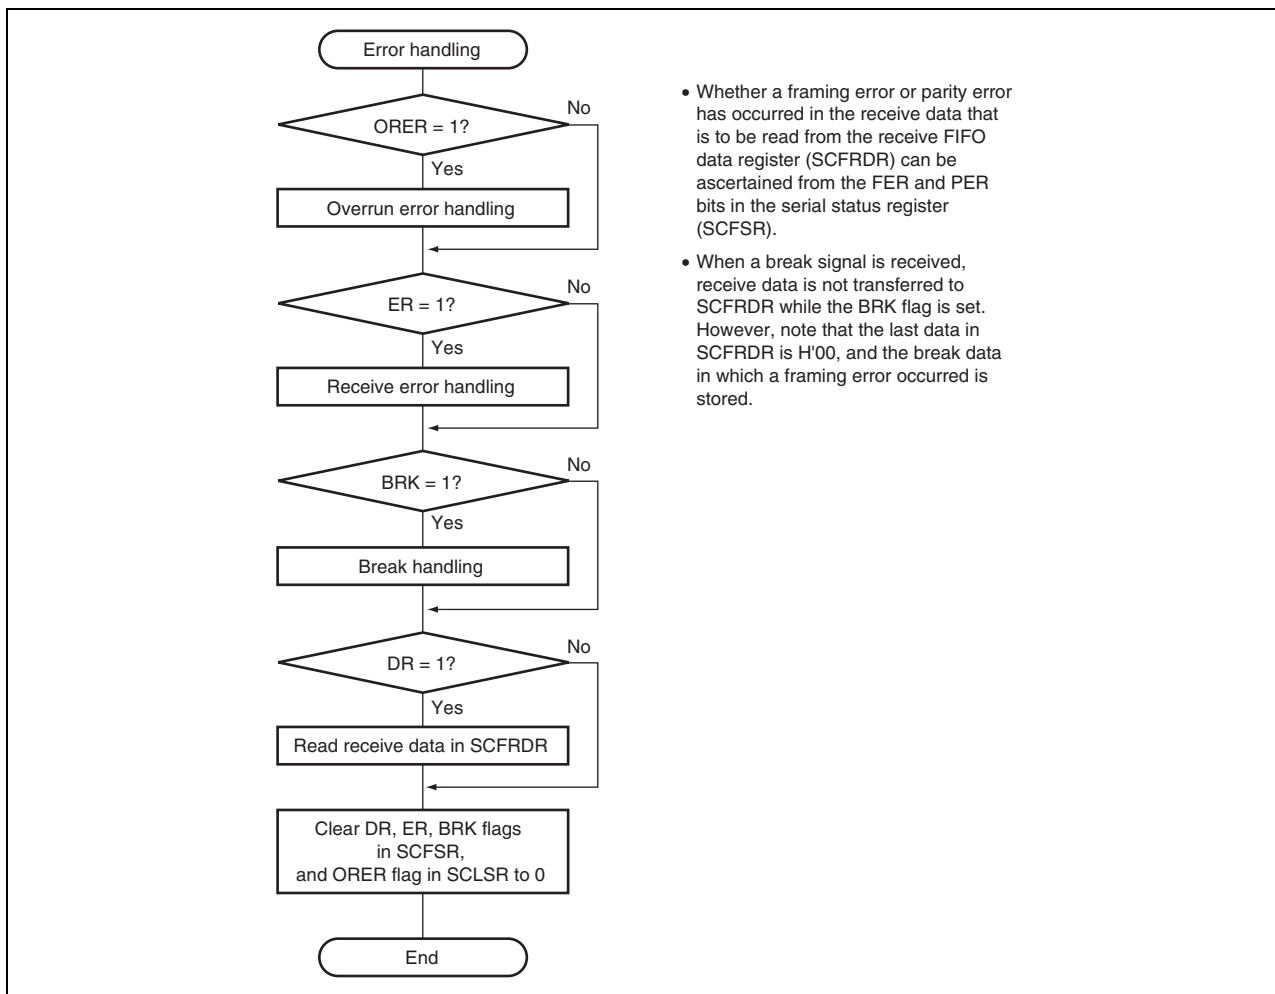 Error handling
No
ORER = 1?
Yes
Overrun error handling
No
ER = 1?
Yes
Receive error handling
No
BRK = 1?
Yes
Break handling
No
DR = 1?
Yes
Read receive data in SCFRDR
Clear DR, ER, BRK flags
in SCFSR,
and ORER flag in SCLSR to 0
End
• Whether a framing error or parity error
has occurred in the receive data that
is to be read from the receive FIFO
data register (SCFRDR) can be
ascertained from the FER and PER
bits in the serial status register
(SCFSR).
• When a break signal is received,
receive data is not transferred to
SCFRDR while the BRK flag is set.
However, note that the last data in
SCFRDR is H'00, and the break data
in which a framing error occurred is
stored.